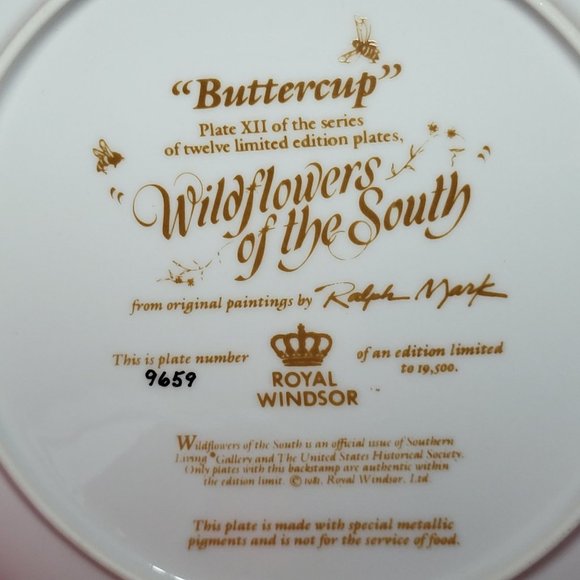 "Buttercup"
Plate XII of the series
of twelve limited edition plates,
"Wildflowers
of the South"
from original paintings by Ralph Mark
This is plate number
9659
ROYAL
WINDSOR
of an edition limited
to 19,500.
Wildflowers of the South is an official issue of Southern
Living® Gallery and The United States Historical Society.
Only plates with this backstamp are authentic within
the edition limit. © 1981, Royal Windsor, Ltd.
This plate is made with special metallic
pigments and is not for the service of food.